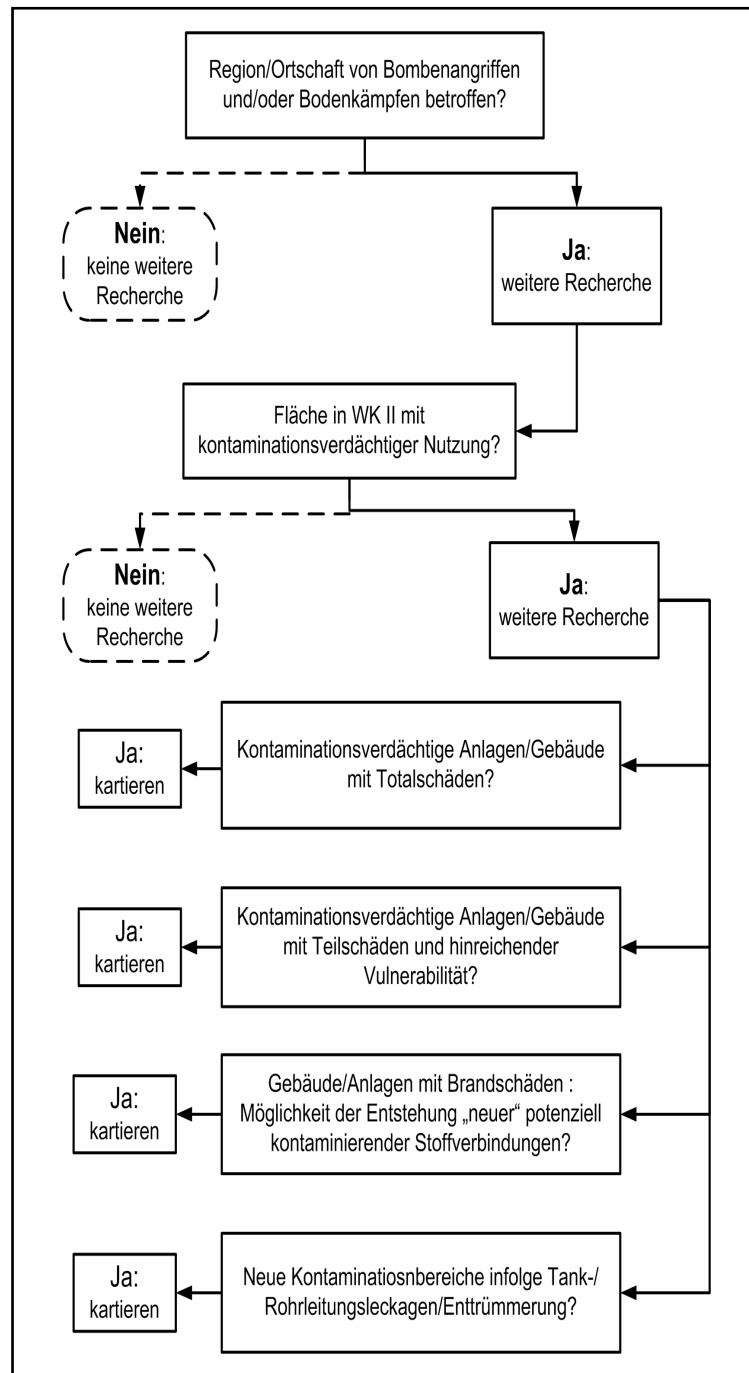 Region/Ortschaft von Bombenangriffen
und/oder Bodenkämpfen betroffen?
Nein:
keine weitere
Recherche
Ja:
weitere Recherche
Fläche in WK II mit
kontaminationsverdächtiger Nutzung?
Nein:
keine weitere
Recherche
Ja:
weitere Recherche
Ja:
kartieren
Kontaminationsverdächtige Anlagen/Gebäude
mit Totalschäden?
Ja:
kartieren
Kontaminationsverdächtige Anlagen/Gebäude
mit Teilschäden und hinreichender
Vulnerabilität?
Ja:
kartieren
Gebäude/Anlagen mit Brandschäden :
Möglichkeit der Entstehung „neuer“ potenziell
kontaminierender Stoffverbindungen?
Ja:
kartieren
Neue Kontaminatiosnbereiche infolge Tank-/
Rohrleitungsleckagen/Enttrümmerung?